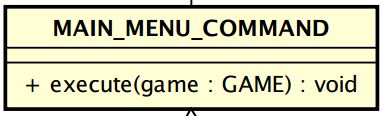 MAIN_MENU_COMMAND
+ execute(game : GAME) : void